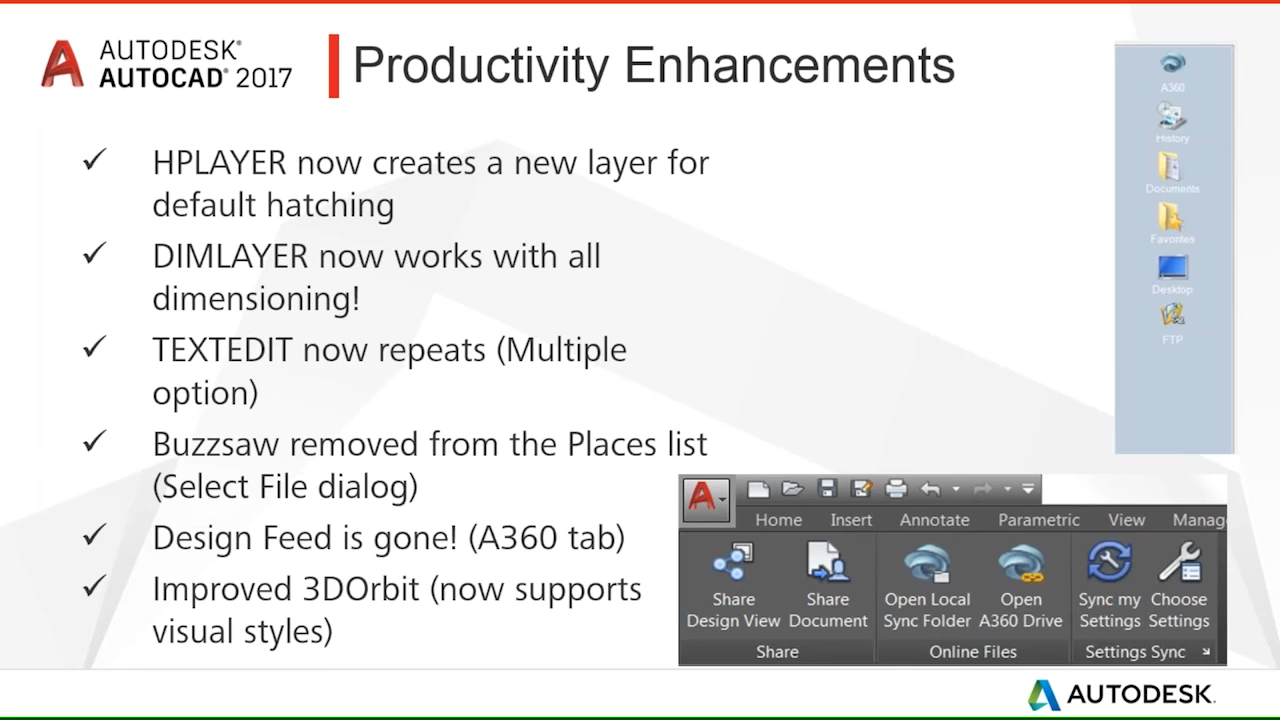 AUTODESK®
AUTOCAD® 2017
Productivity Enhancements
✓ HPLAYER now creates a new layer for
default hatching
✓ DIMLAYER now works with all
dimensioning!
✓ TEXTEDIT now repeats (Multiple
option)
✓ Buzzsaw removed from the Places list
(Select File dialog)
✓ Design Feed is gone! (A360 tab)
✓ Improved 3DOrbit (now supports
visual styles)
A360
History
Documents
Favorites
Desktop
FTP
Home Insert Annotate Parametric View Manag
Share Share Open Local Open Sync my Choose
Design View Document Sync Folder A360 Drive Settings Settings
Share Online Files Settings Sync
AUTODESK.